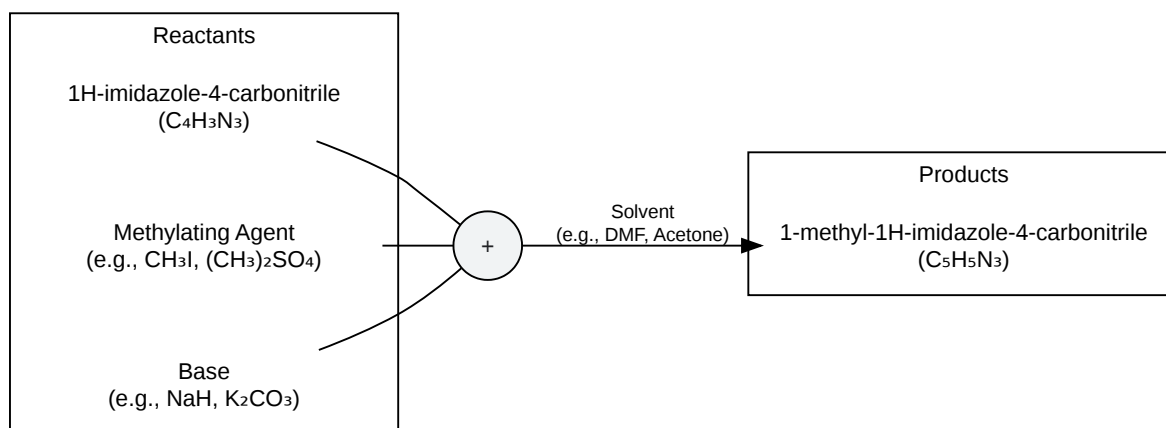 Reactants
1H-imidazole-4-carbonitrile
(C₄H₃N₃)
Methylating Agent
(e.g., CH₃I, (CH₃)₂SO₄)
Base
(e.g., NaH, K₂CO₃)
+
Solvent
(e.g., DMF, Acetone)
Products
1-methyl-1H-imidazole-4-carbonitrile
(C₅H₅N₃)